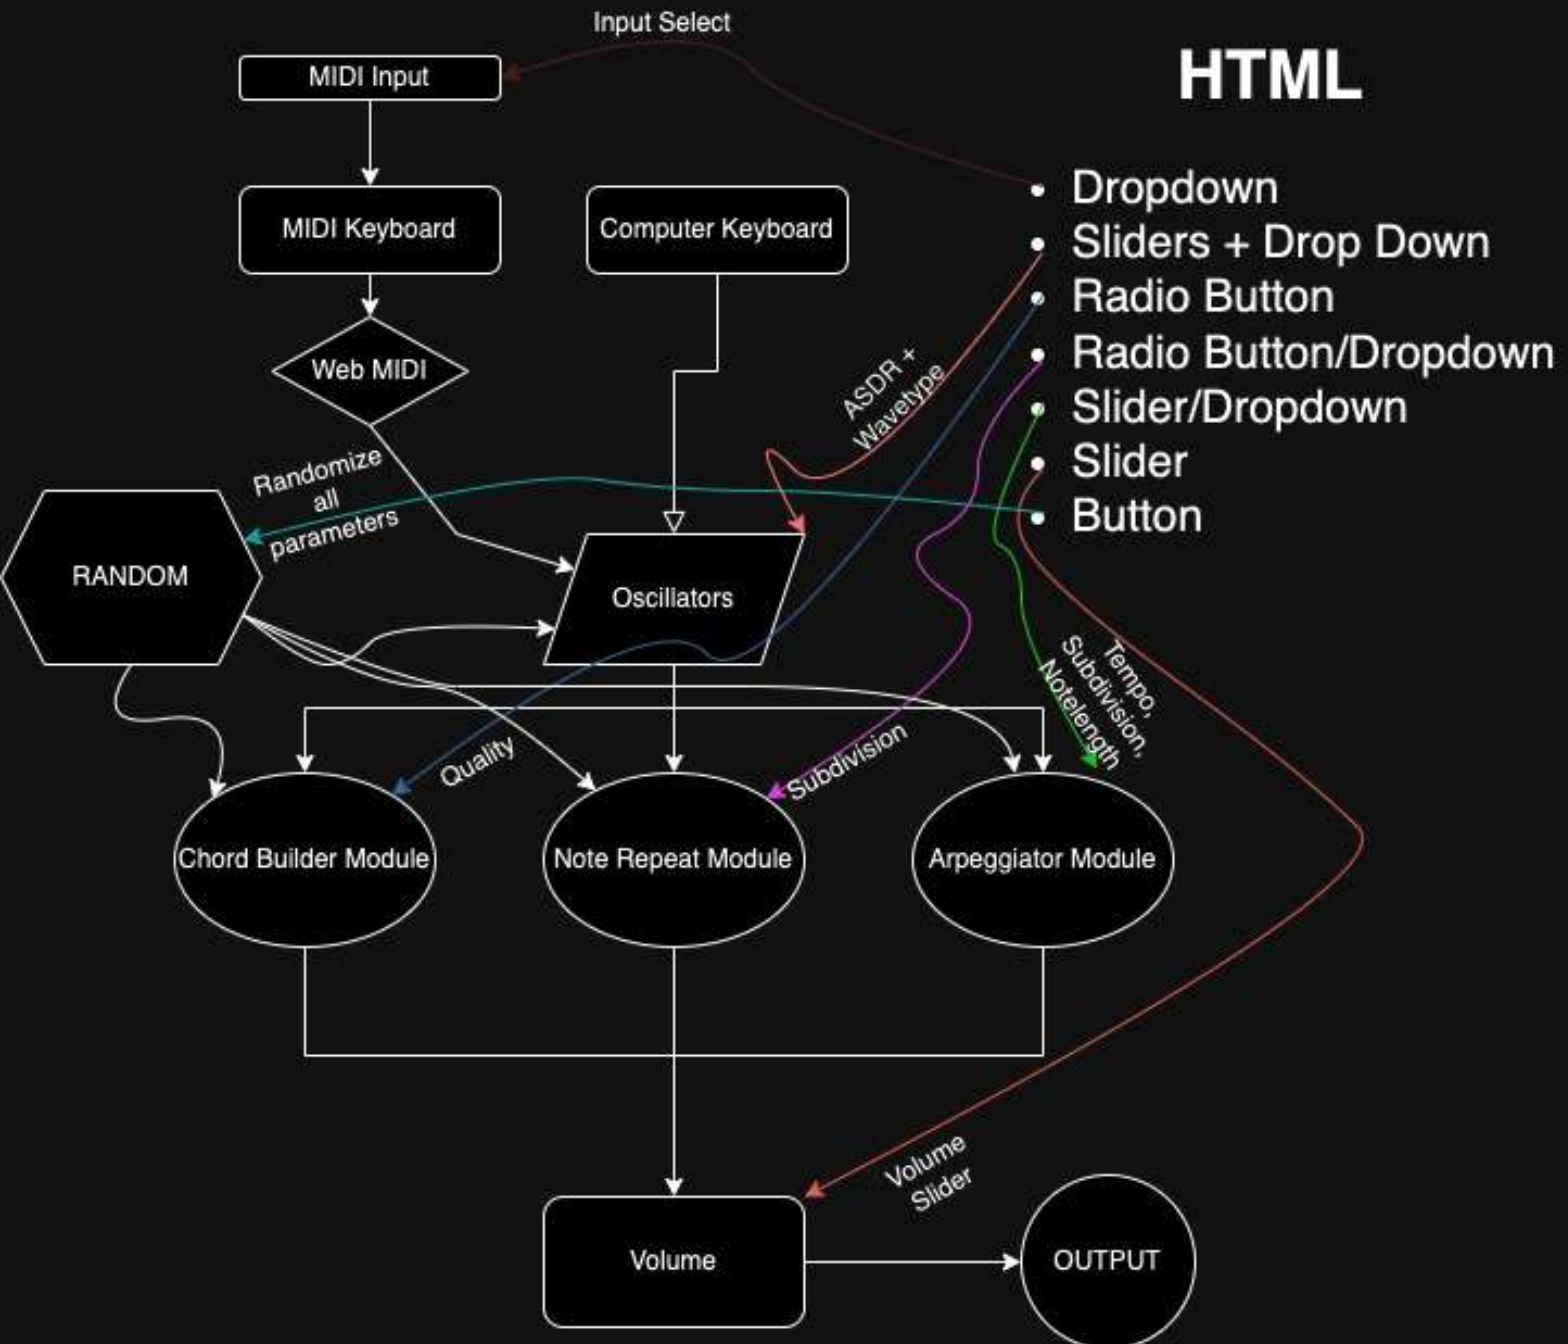 Input Select
HTML
MIDI Input
Dropdown
MIDI Keyboard
Computer Keyboard
Sliders + Drop Down
Radio Button
Radio Button/Dropdown
Web MIDI
ASDR +
Wavetype
Slider/Dropdown
Slider
Button
Randomize
all
parameters
RANDOM
Oscillators
Tempo,
Subdivision,
Notelength
Quality
Subdivision
Chord Builder Module
Note Repeat Module
Arpeggiator Module
Volume
Slider
Volume
OUTPUT